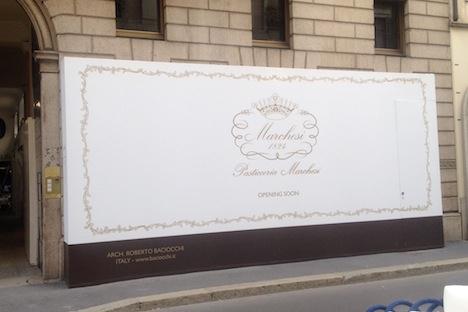 Marchesi
1824
Pasticceria Marchesi
OPENING SOON
ARCH. ROBERTO BACIOCCHI
ITALY - www.baciocchi.it